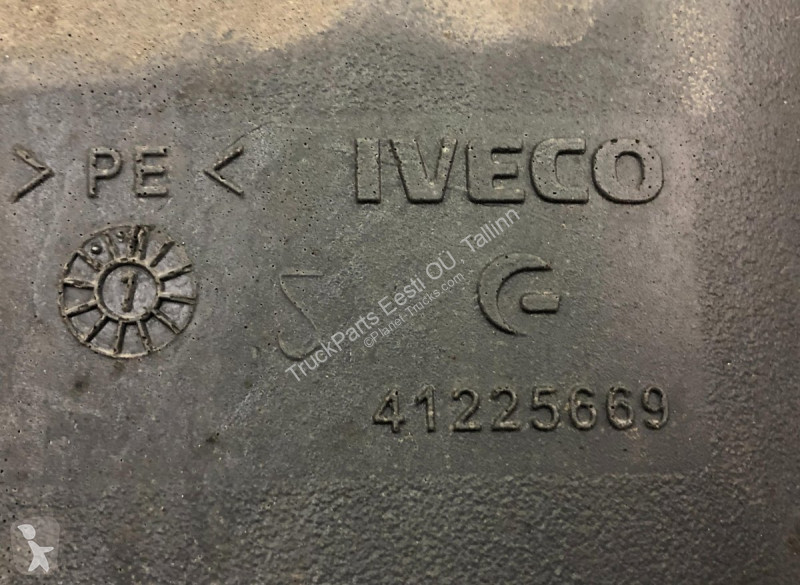 > PE < IVECO
1
41225669
TruckParts Eesti OÜ, Tallinn
©Planet-Trucks.com